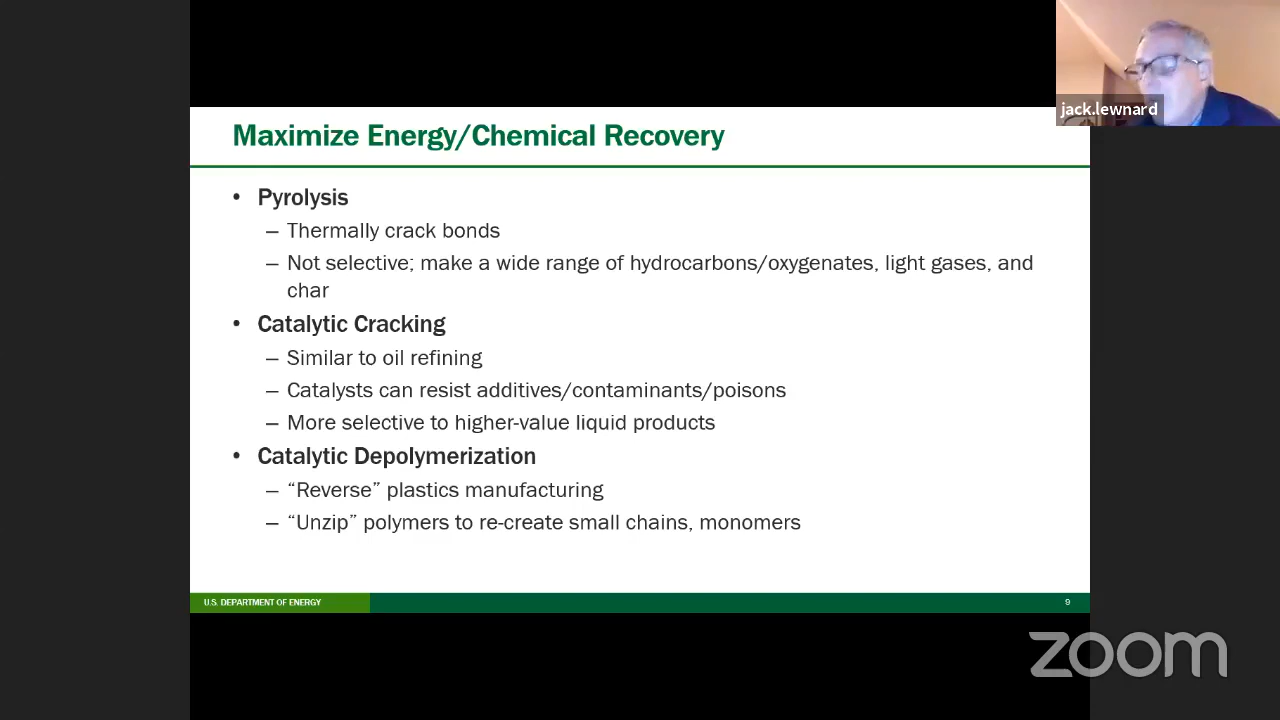 jack.lewnard
Maximize Energy/Chemical Recovery
• Pyrolysis
– Thermally crack bonds
– Not selective; make a wide range of hydrocarbons/oxygenates, light gases, and
char
• Catalytic Cracking
– Similar to oil refining
– Catalysts can resist additives/contaminants/poisons
– More selective to higher-value liquid products
• Catalytic Depolymerization
– “Reverse” plastics manufacturing
– “Unzip” polymers to re-create small chains, monomers
U.S. DEPARTMENT OF ENERGY
9
zoom